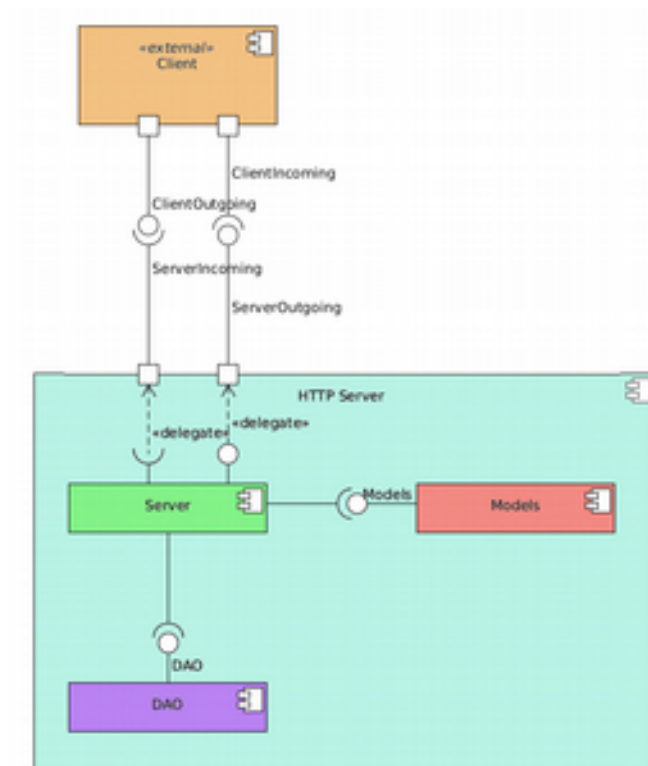 «external»
Client
ClientIncoming
ClientOutgoing
ServerIncoming
ServerOutgoing
HTTP Server
«delegate»
«delegate»
Server
Models
Models
DAO
DAO